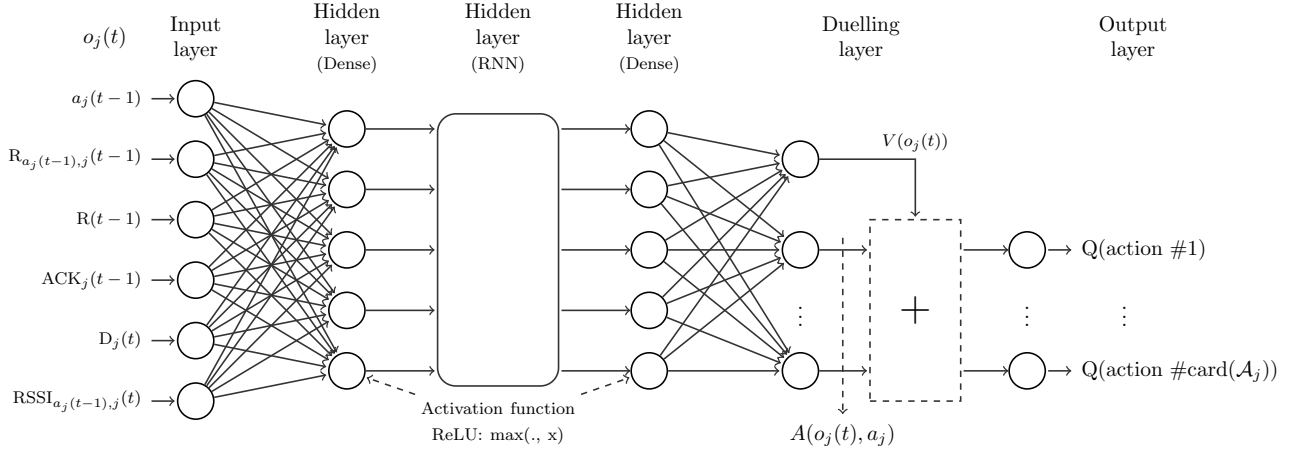 o_j(t)
Input
layer
Hidden
layer
(Dense)
Hidden
layer
(RNN)
Hidden
layer
(Dense)
Duelling
layer
Output
layer
a_j(t − 1)
R_{a_j(t−1),j}(t − 1)
R(t − 1)
ACK_j(t − 1)
D_j(t)
RSSI_{a_j(t−1),j}(t)
V(o_j(t))
+
A(o_j(t), a_j)
Q(action #1)
⋮ ⋮ ⋮
Q(action #card(𝒜_j))
Activation function
ReLU: max(., x)